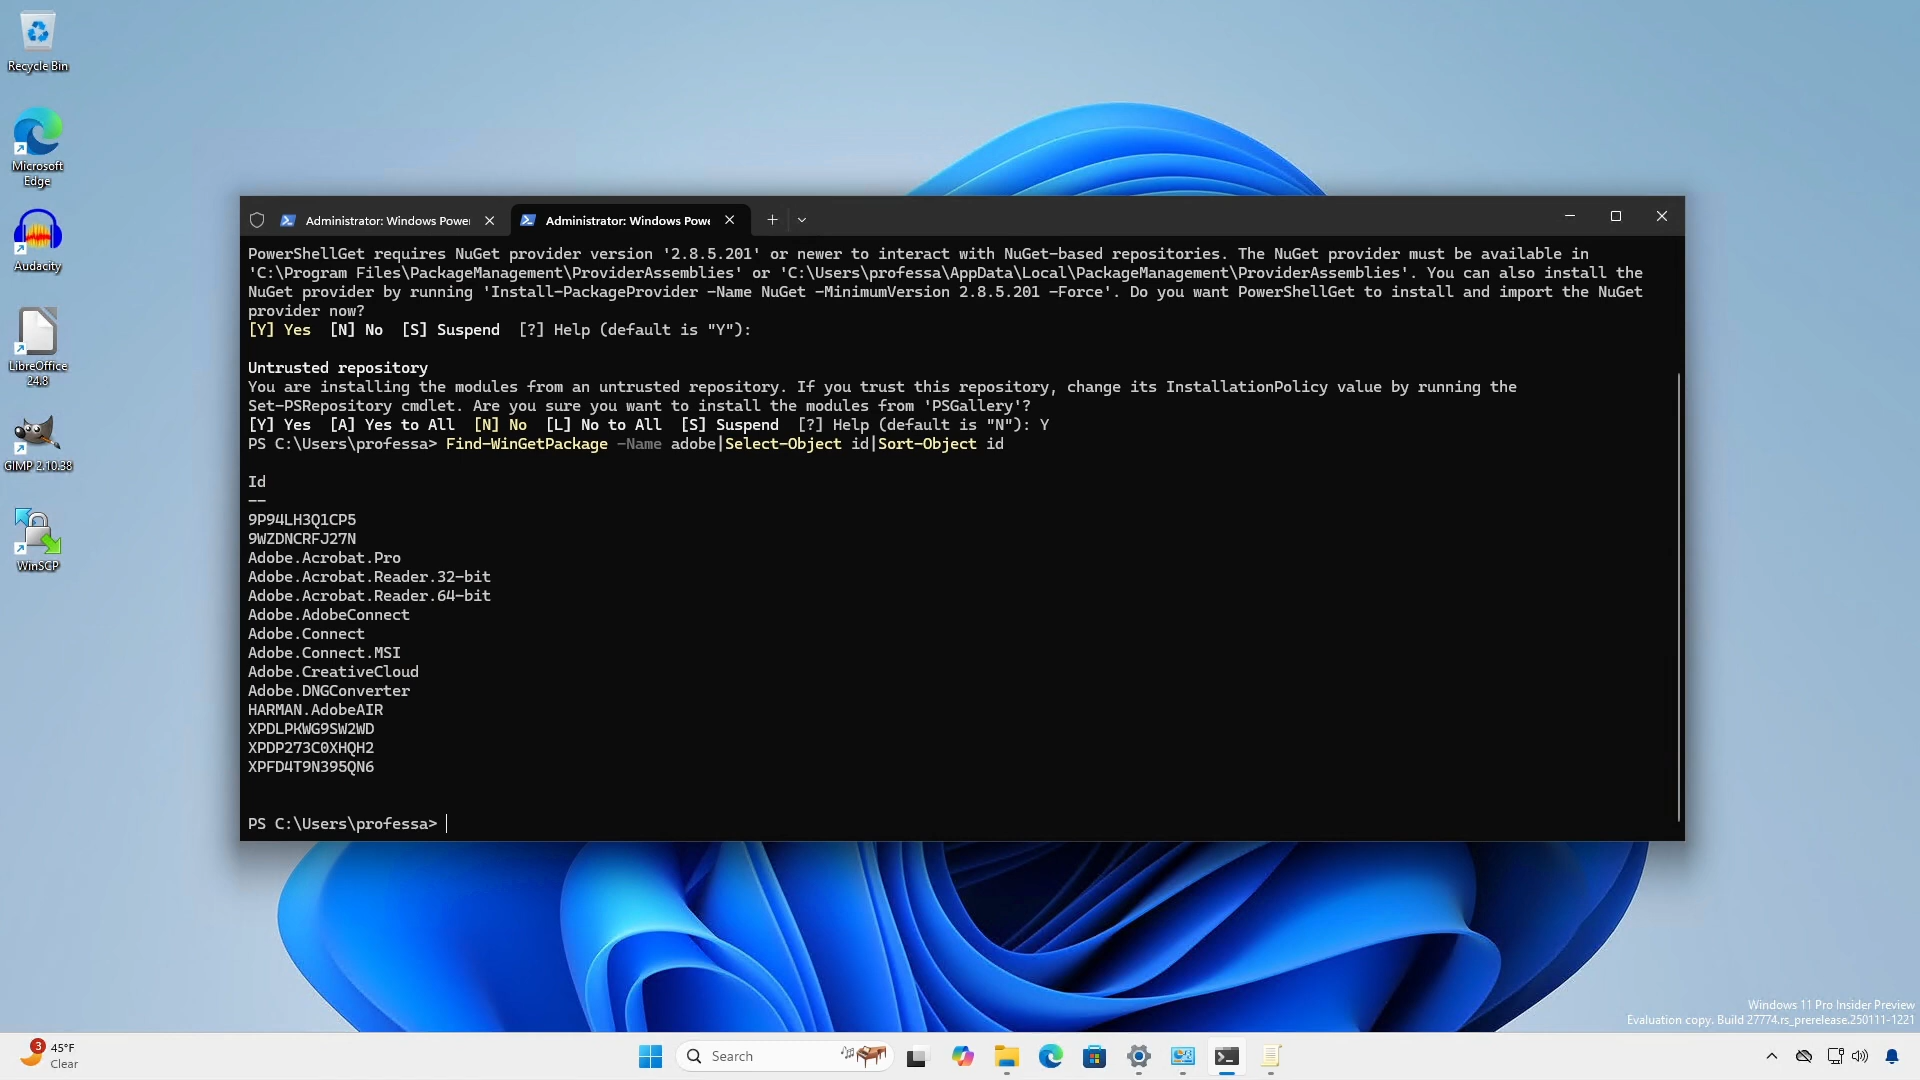 Recycle Bin
Microsoft
Edge
Audacity
LibreOffice
24.8
GIMP 2.10.38
WinSCP
Administrator: Windows Power
Administrator: Windows Powe
PowerShellGet requires NuGet provider version '2.8.5.201' or newer to interact with NuGet-based repositories. The NuGet provider must be available in
'C:\Program Files\PackageManagement\ProviderAssemblies' or 'C:\Users\professa\AppData\Local\PackageManagement\ProviderAssemblies'. You can also install the
NuGet provider by running 'Install-PackageProvider -Name NuGet -MinimumVersion 2.8.5.201 -Force'. Do you want PowerShellGet to install and import the NuGet
provider now?
[Y] Yes  [N] No  [S] Suspend  [?] Help (default is "Y"):
Untrusted repository
You are installing the modules from an untrusted repository. If you trust this repository, change its InstallationPolicy value by running the
Set-PSRepository cmdlet. Are you sure you want to install the modules from 'PSGallery'?
[Y] Yes  [A] Yes to All  [N] No  [L] No to All  [S] Suspend  [?] Help (default is "N"): Y
PS C:\Users\professa> Find-WinGetPackage -Name adobe|Select-Object id|Sort-Object id
Id
--
9P94LH3Q1CP5
9WZDNCRFJ27N
Adobe.Acrobat.Pro
Adobe.Acrobat.Reader.32-bit
Adobe.Acrobat.Reader.64-bit
Adobe.AdobeConnect
Adobe.Connect
Adobe.Connect.MSI
Adobe.CreativeCloud
Adobe.DNGConverter
HARMAN.AdobeAIR
XPDLPKWG9SW2WD
XPDP273C0XHQH2
XPFD4T9N395QN6
PS C:\Users\professa>
Windows 11 Pro Insider Preview
Evaluation copy. Build 27774.rs_prerelease.250111-1221
3
45°F
Clear
Search